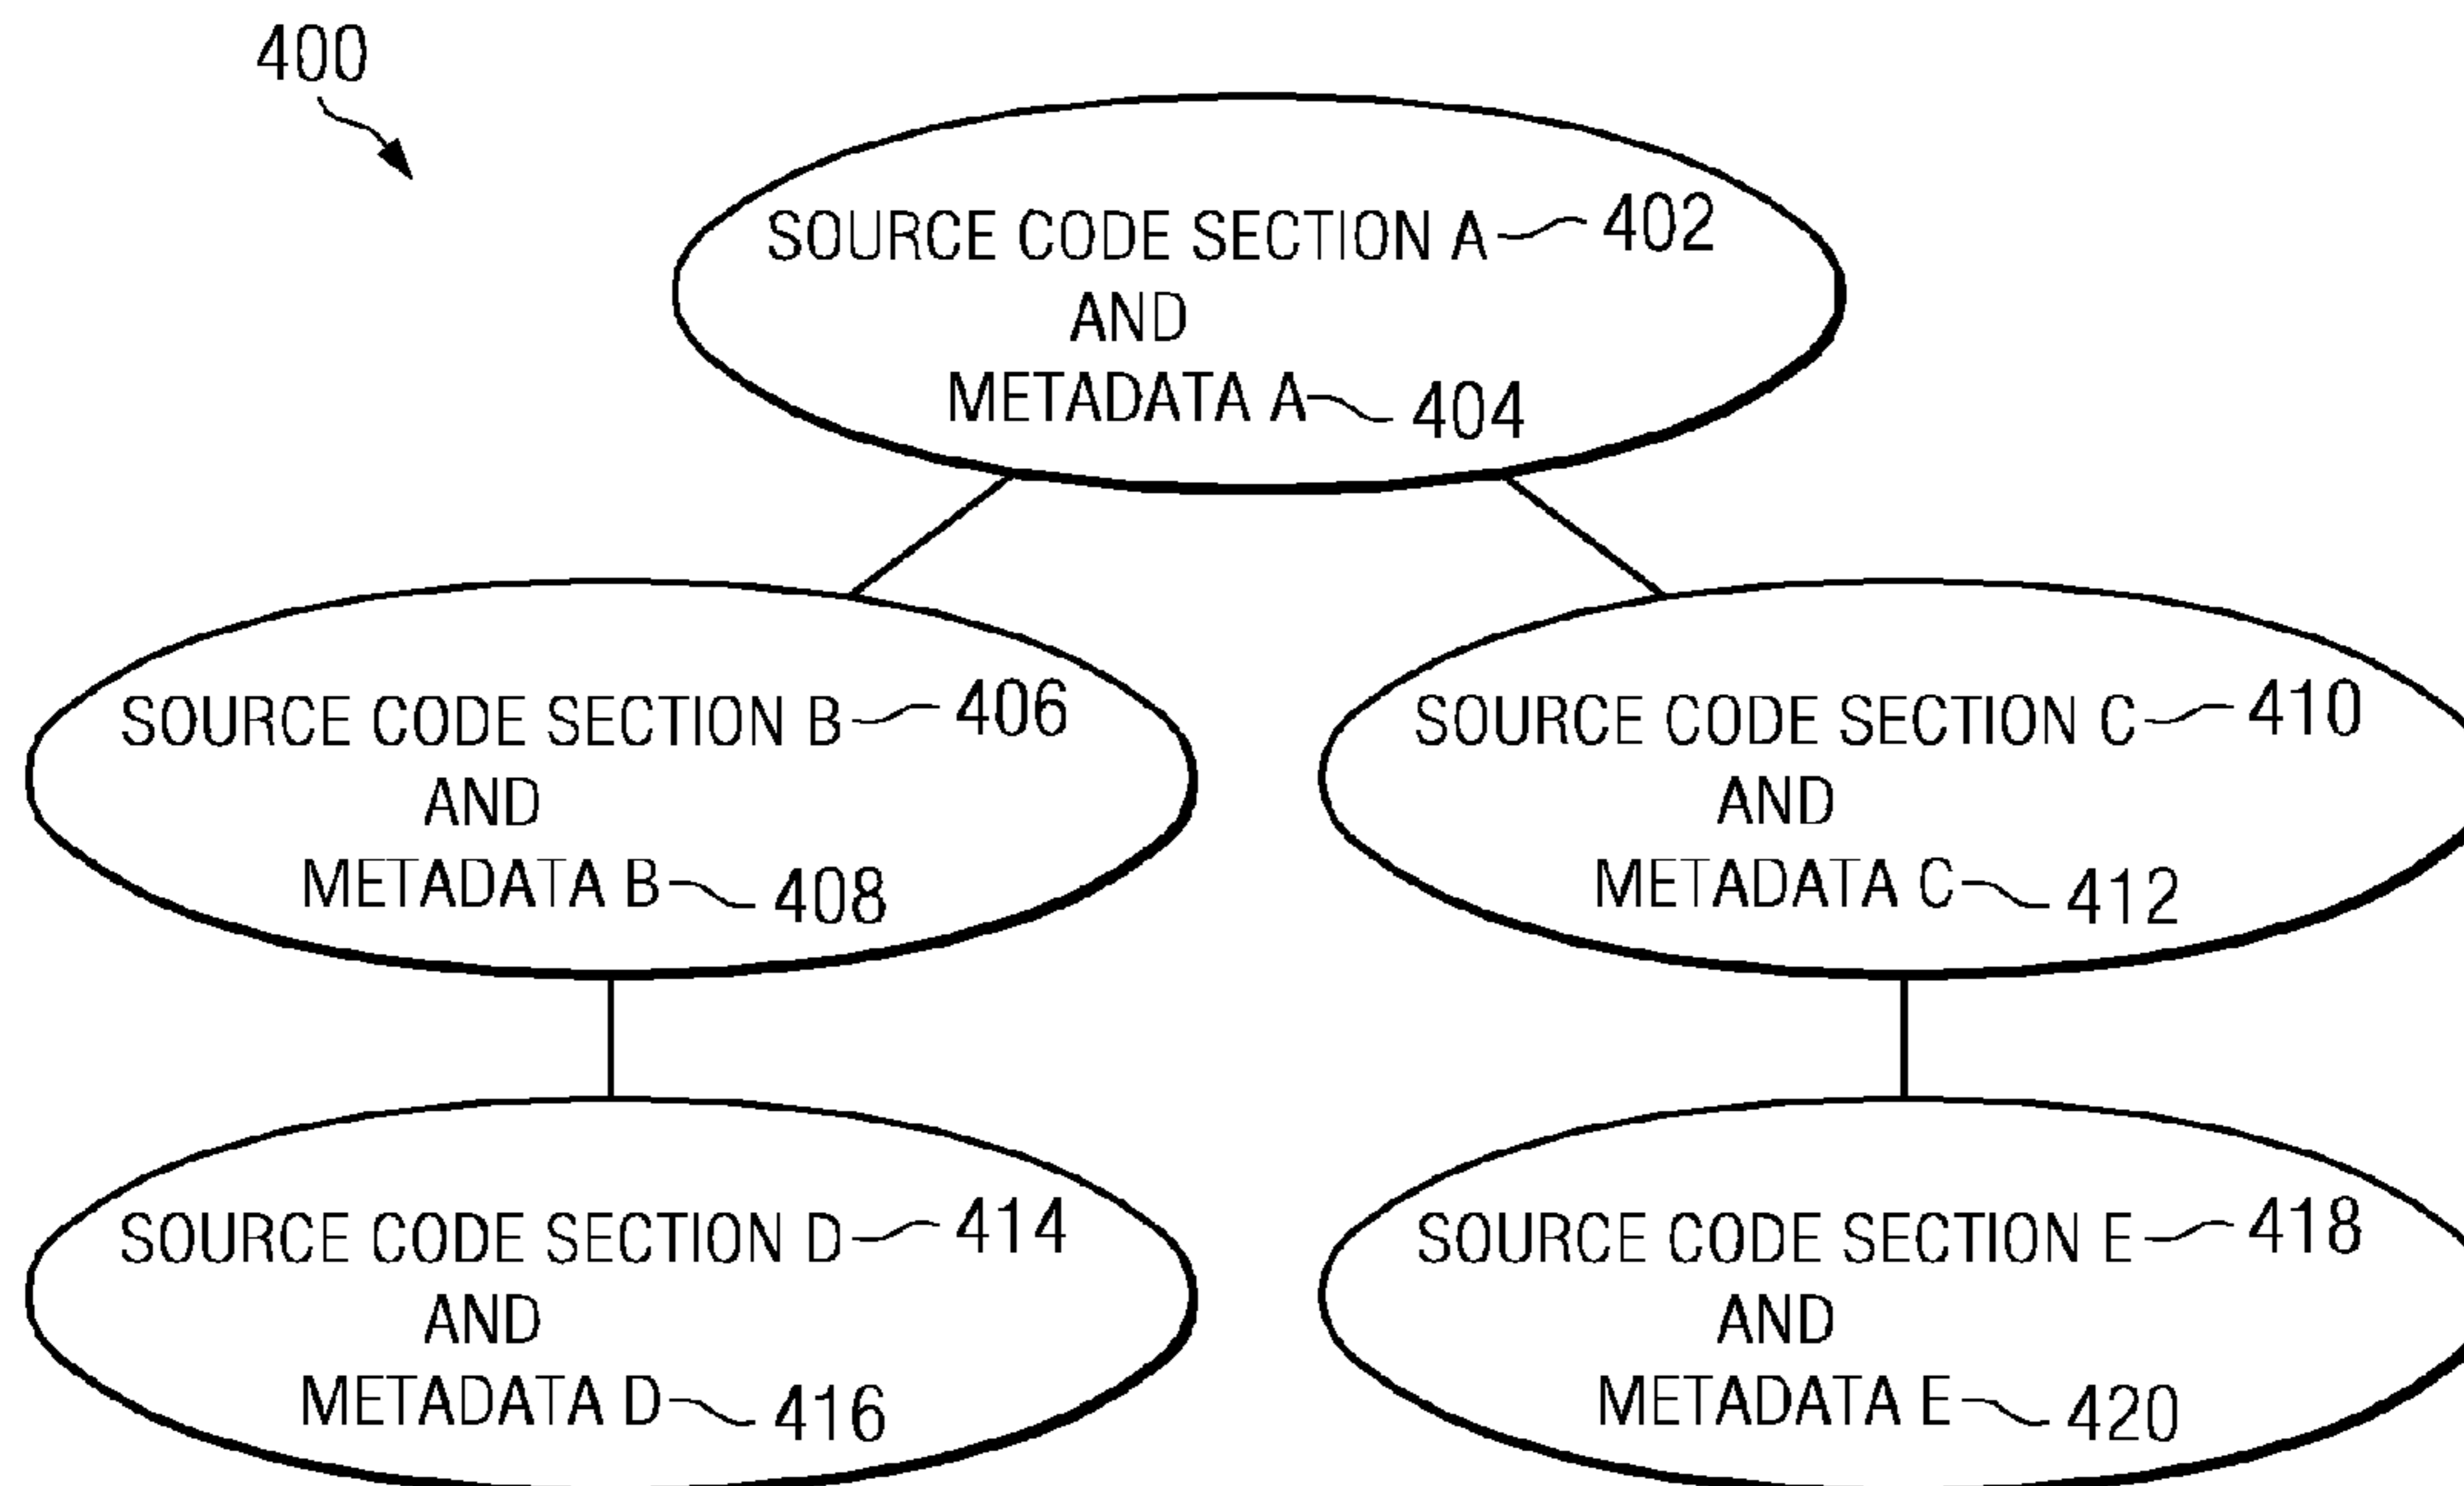 400
SOURCE CODE SECTION A 402
AND
METADATA A 404
SOURCE CODE SECTION B 406
AND
METADATA B 408
SOURCE CODE SECTION C 410
AND
METADATA C 412
SOURCE CODE SECTION D 414
AND
METADATA D 416
SOURCE CODE SECTION E 418
AND
METADATA E 420